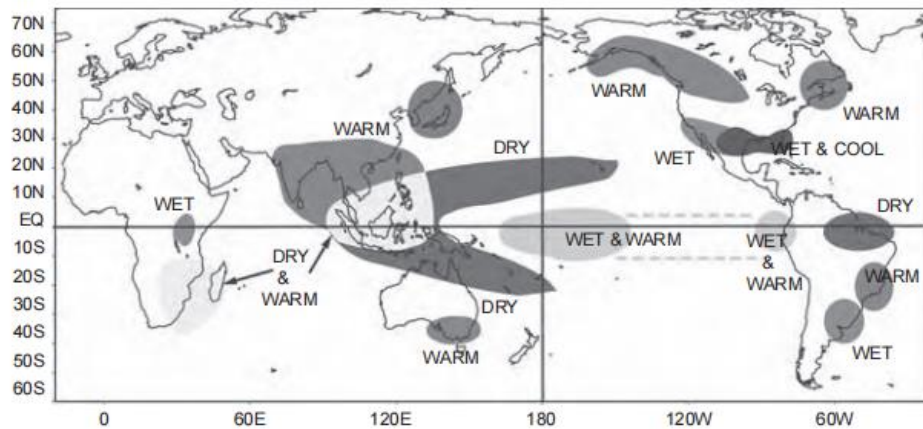 70N
60N
50N
40N
30N
20N
10N
EQ
10S
20S
30S
40S
50S
60S
WARM
WARM
WARM
DRY
WET
WET & COOL
WET
DRY
DRY
&
WARM
WET & WARM
WET
&
WARM
WARM
DRY
WARM
WET
0
60E
120E
180
120W
60W